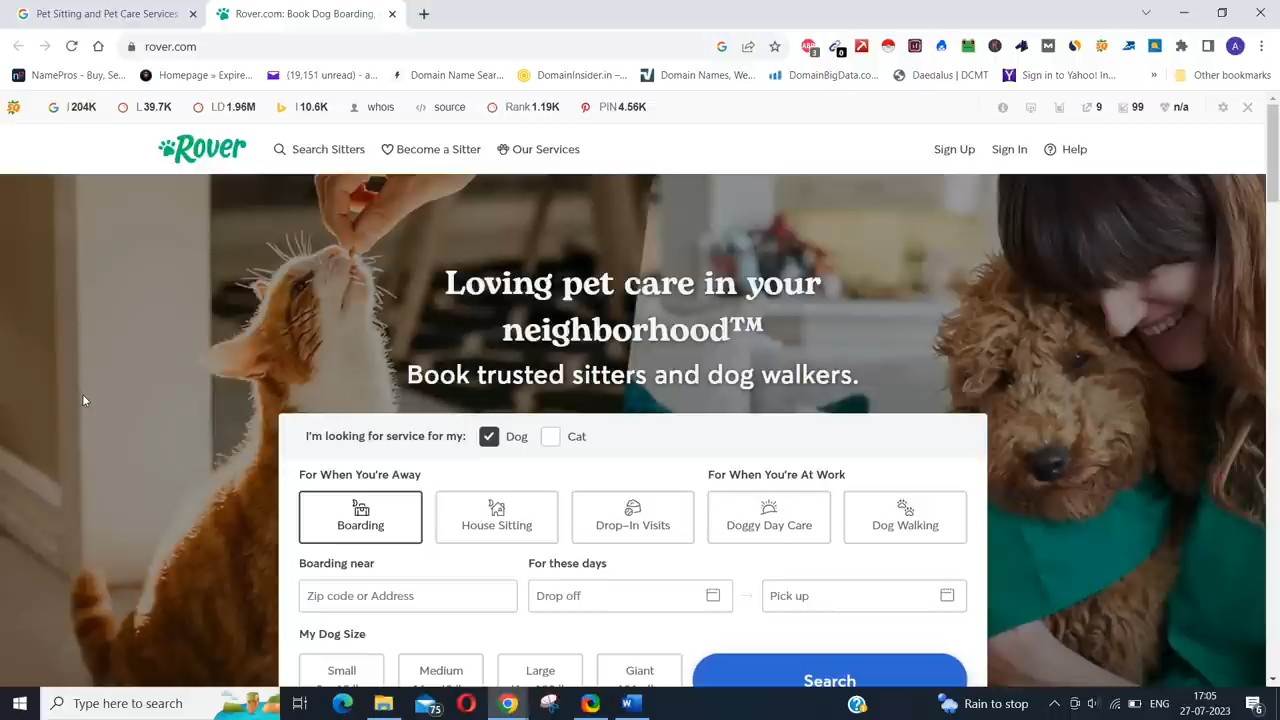 Pet Sitting and Pet Care Services
Rover.com: Book Dog Boarding,
rover.com
3
0
A
NamePros - Buy, Se...
Homepage » Expire...
(15151 unread) - a...
Domain Name Sear...
DomainInsider.in –...
Domain Names, We...
DomainBigData.co...
Daedalus | DCMT
Sign in to Yahoo! In...
»
Other bookmarks
I 204K
L 39.7K
LD 1.96M
I 10.6K
whois
source
Rank 1.19K
PIN 4.56K
9
99
n/a
Rover
Search Sitters
Become a Sitter
Our Services
Sign Up
Sign In
Help
Loving pet care in your
neighborhood™
Book trusted sitters and dog walkers.
I'm looking for service for my:
Dog
Cat
For When You're Away
For When You're At Work
Boarding
House Sitting
Drop-In Visits
Doggy Day Care
Dog Walking
Boarding near
For these days
Zip code or Address
Drop off
Pick up
My Dog Size
Small
Medium
Large
Giant
Search
Type here to search
75
Rain to stop
ENG
17:05
27-07-2023
6